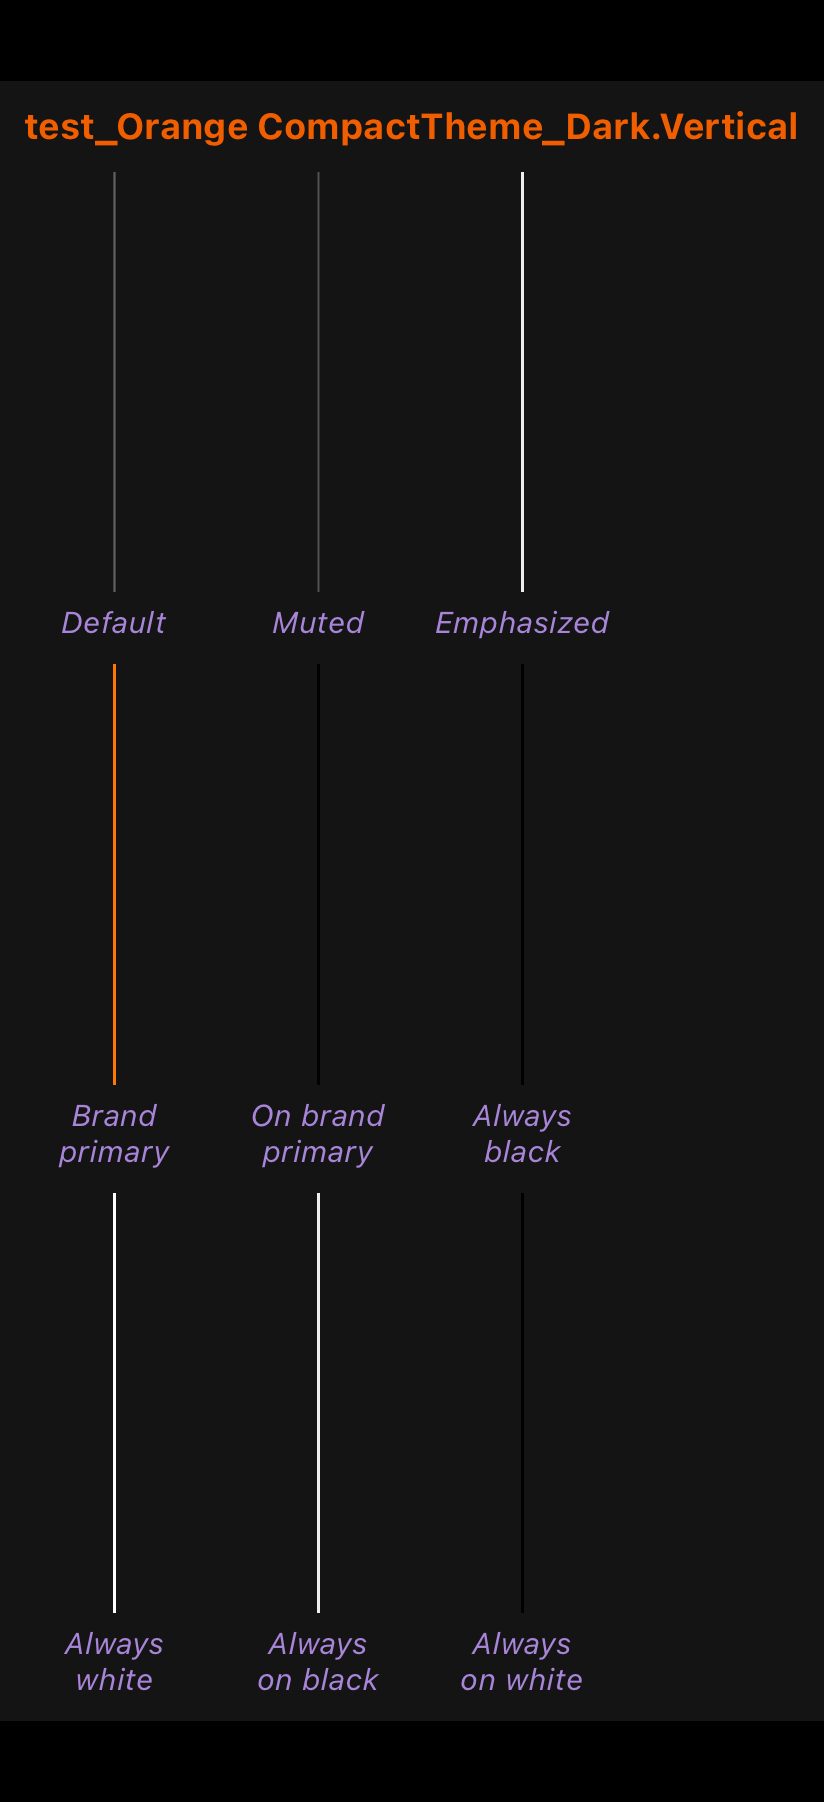 test_Orange CompactTheme_Dark.Vertical
Default Muted Emphasized
Brand primary
On brand primary
Always black
Always white
Always on black
Always on white